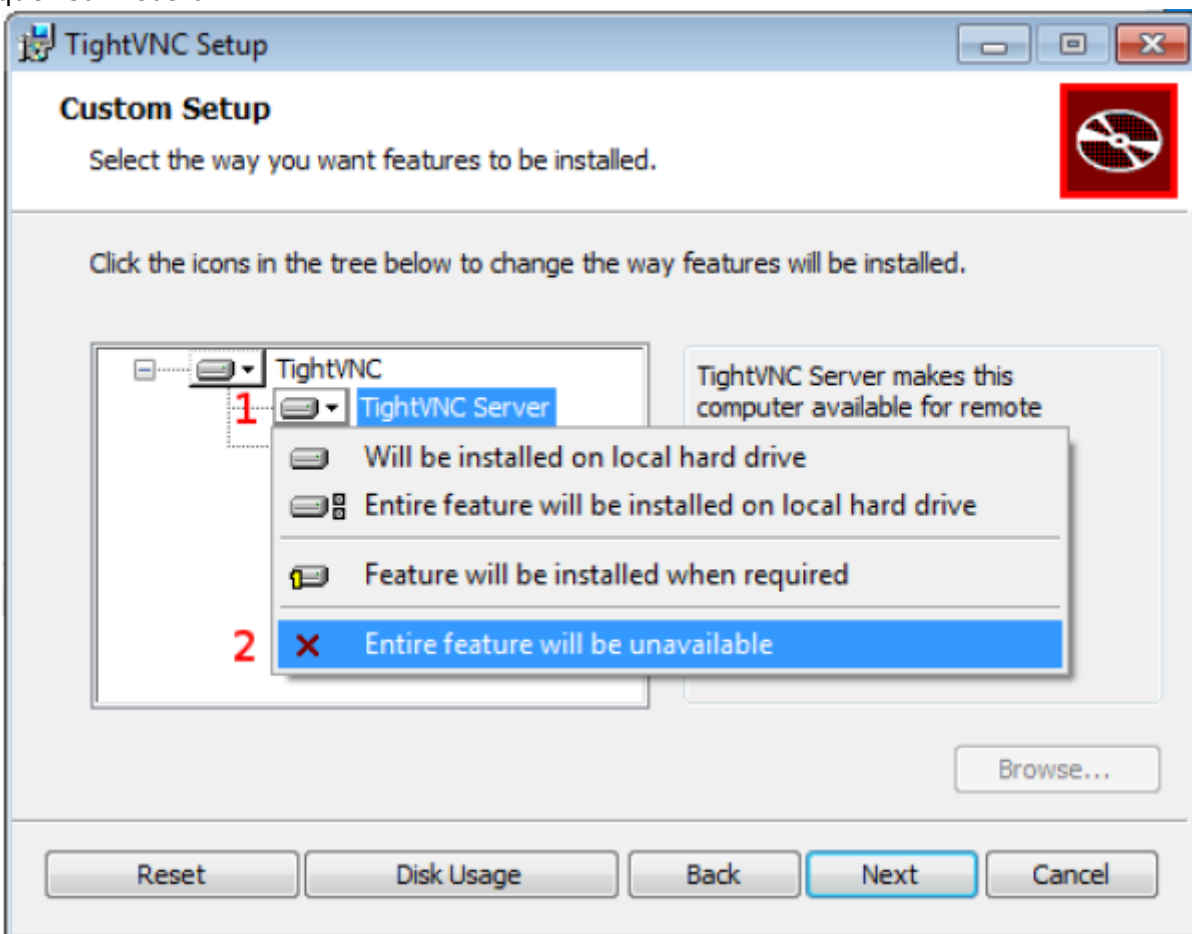 TightVNC Setup
Custom Setup
Select the way you want features to be installed.
Click the icons in the tree below to change the way features will be installed.
TightVNC
1 TightVNC Server
TightVNC Server makes this
computer available for remote
Will be installed on local hard drive
Entire feature will be installed on local hard drive
Feature will be installed when required
2 Entire feature will be unavailable
Browse...
Reset Disk Usage Back Next Cancel